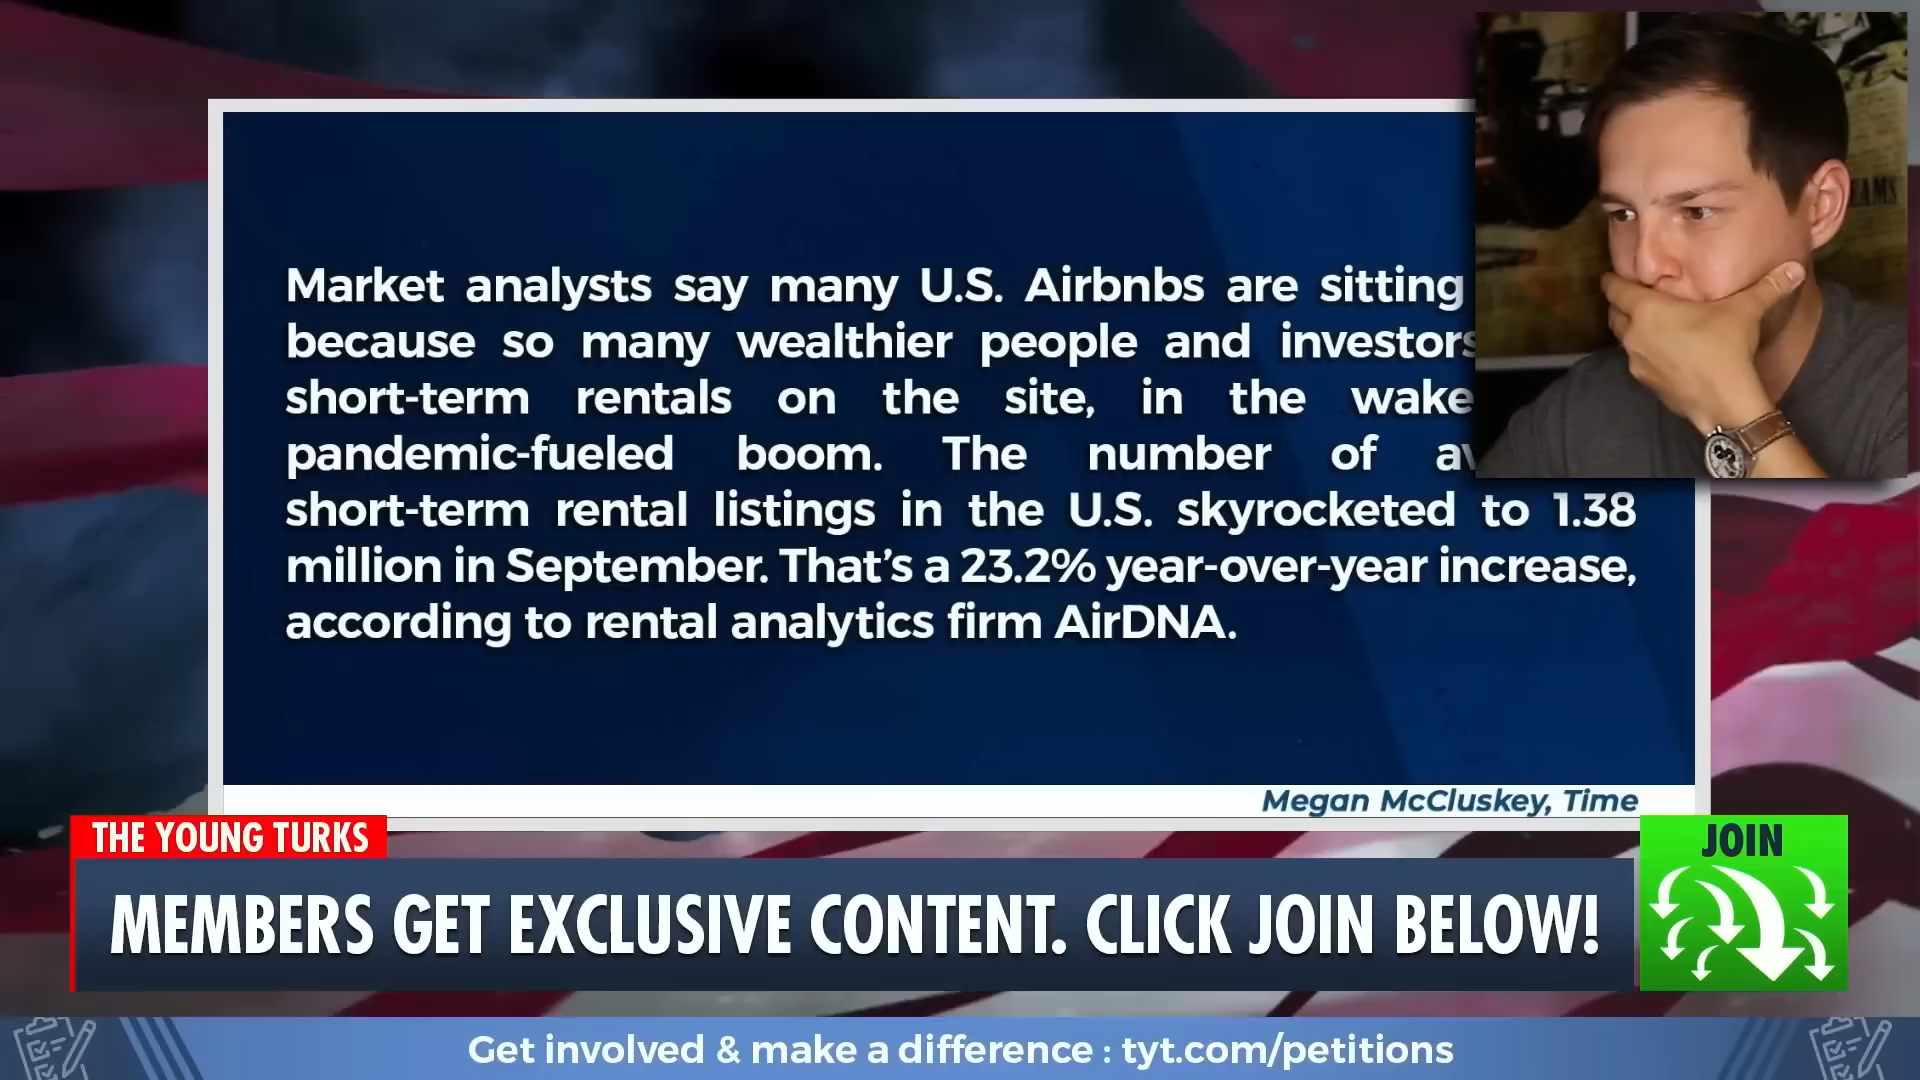 Market analysts say many U.S. Airbnbs are sitting
because so many wealthier people and investors
short-term rentals on the site, in the wake
pandemic-fueled boom. The number of av
short-term rental listings in the U.S. skyrocketed to 1.38
million in September. That’s a 23.2% year-over-year increase,
according to rental analytics firm AirDNA.
Megan McCluskey, Time
THE YOUNG TURKS
JOIN
MEMBERS GET EXCLUSIVE CONTENT. CLICK JOIN BELOW!
Get involved & make a difference : tyt.com/petitions